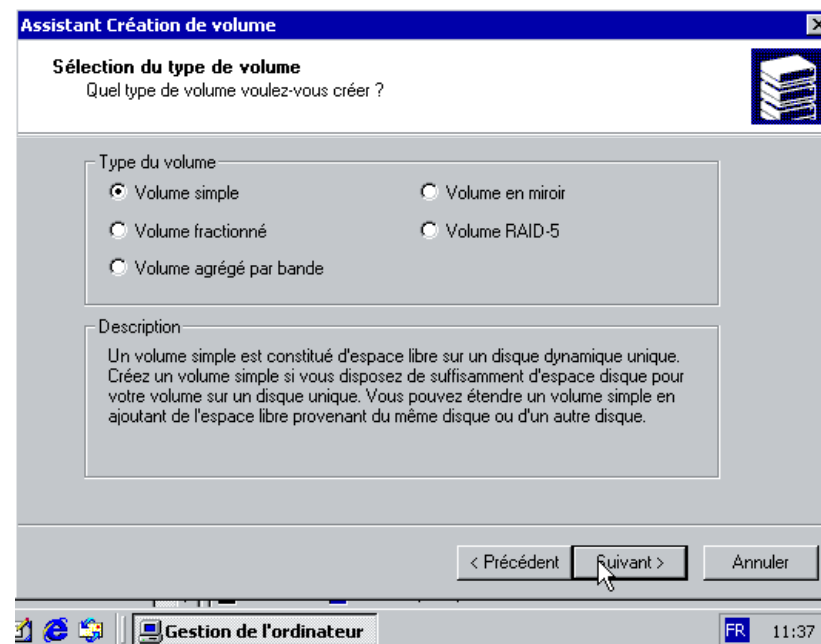 Assistant Création de volume
Sélection du type de volume
Quel type de volume voulez-vous créer ?
Type du volume
Volume simple
Volume en miroir
Volume fractionné
Volume RAID-5
Volume agrégé par bande
Description
Un volume simple est constitué d'espace libre sur un disque dynamique unique.
Créez un volume simple si vous disposez de suffisamment d'espace disque pour
votre volume sur un disque unique. Vous pouvez étendre un volume simple en
ajoutant de l'espace libre provenant du même disque ou d'un autre disque.
< Précédent
Suivant >
Annuler
Gestion de l'ordinateur
FR
11:37